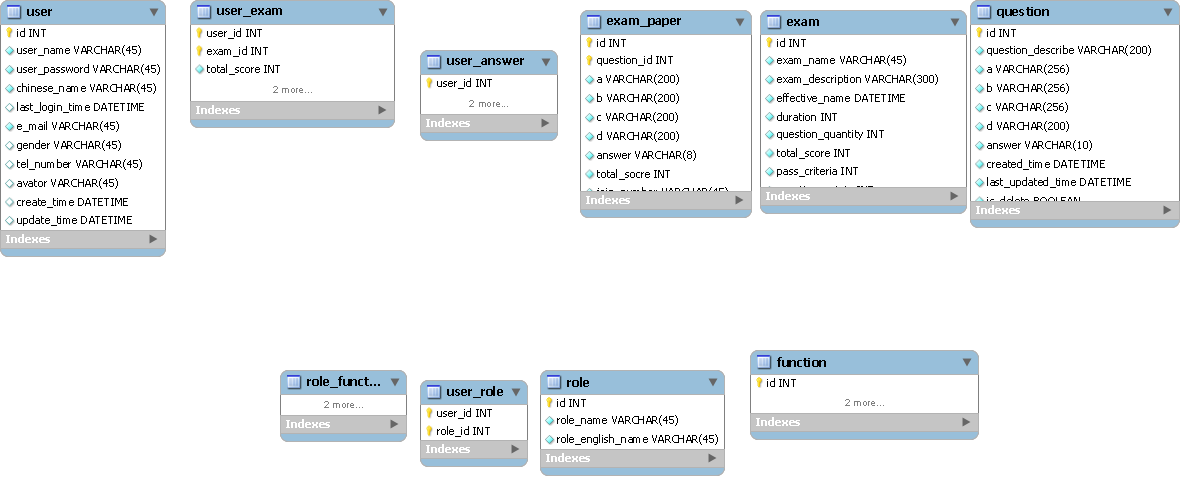 user
id INT
user_name VARCHAR(45)
user_password VARCHAR(45)
chinese_name VARCHAR(45)
last_login_time DATETIME
e_mail VARCHAR(45)
gender VARCHAR(45)
tel_number VARCHAR(45)
avator VARCHAR(45)
create_time DATETIME
update_time DATETIME
Indexes
user_exam
user_id INT
exam_id INT
total_score INT
2 more...
Indexes
user_answer
user_id INT
2 more...
Indexes
exam_paper
id INT
question_id INT
a VARCHAR(200)
b VARCHAR(200)
c VARCHAR(200)
d VARCHAR(200)
answer VARCHAR(8)
total_socre INT
Indexes
exam
id INT
exam_name VARCHAR(45)
exam_description VARCHAR(300)
effective_name DATETIME
duration INT
question_quantity INT
total_score INT
pass_criteria INT
Indexes
question
id INT
question_describe VARCHAR(200)
a VARCHAR(256)
b VARCHAR(256)
c VARCHAR(256)
d VARCHAR(200)
answer VARCHAR(10)
created_time DATETIME
last_updated_time DATETIME
is_delete BOOLEAN
Indexes
role_funct...
2 more...
Indexes
user_role
user_id INT
role_id INT
Indexes
role
id INT
role_name VARCHAR(45)
role_english_name VARCHAR(45)
Indexes
function
id INT
2 more...
Indexes